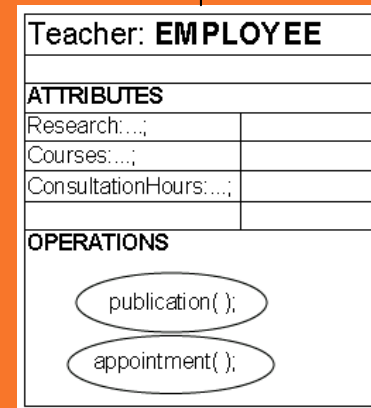 Teacher: EMPLOYEE
ATTRIBUTES
Research:...;
Courses:...;
ConsultationHours:...;
OPERATIONS
publication( );
appointment( );